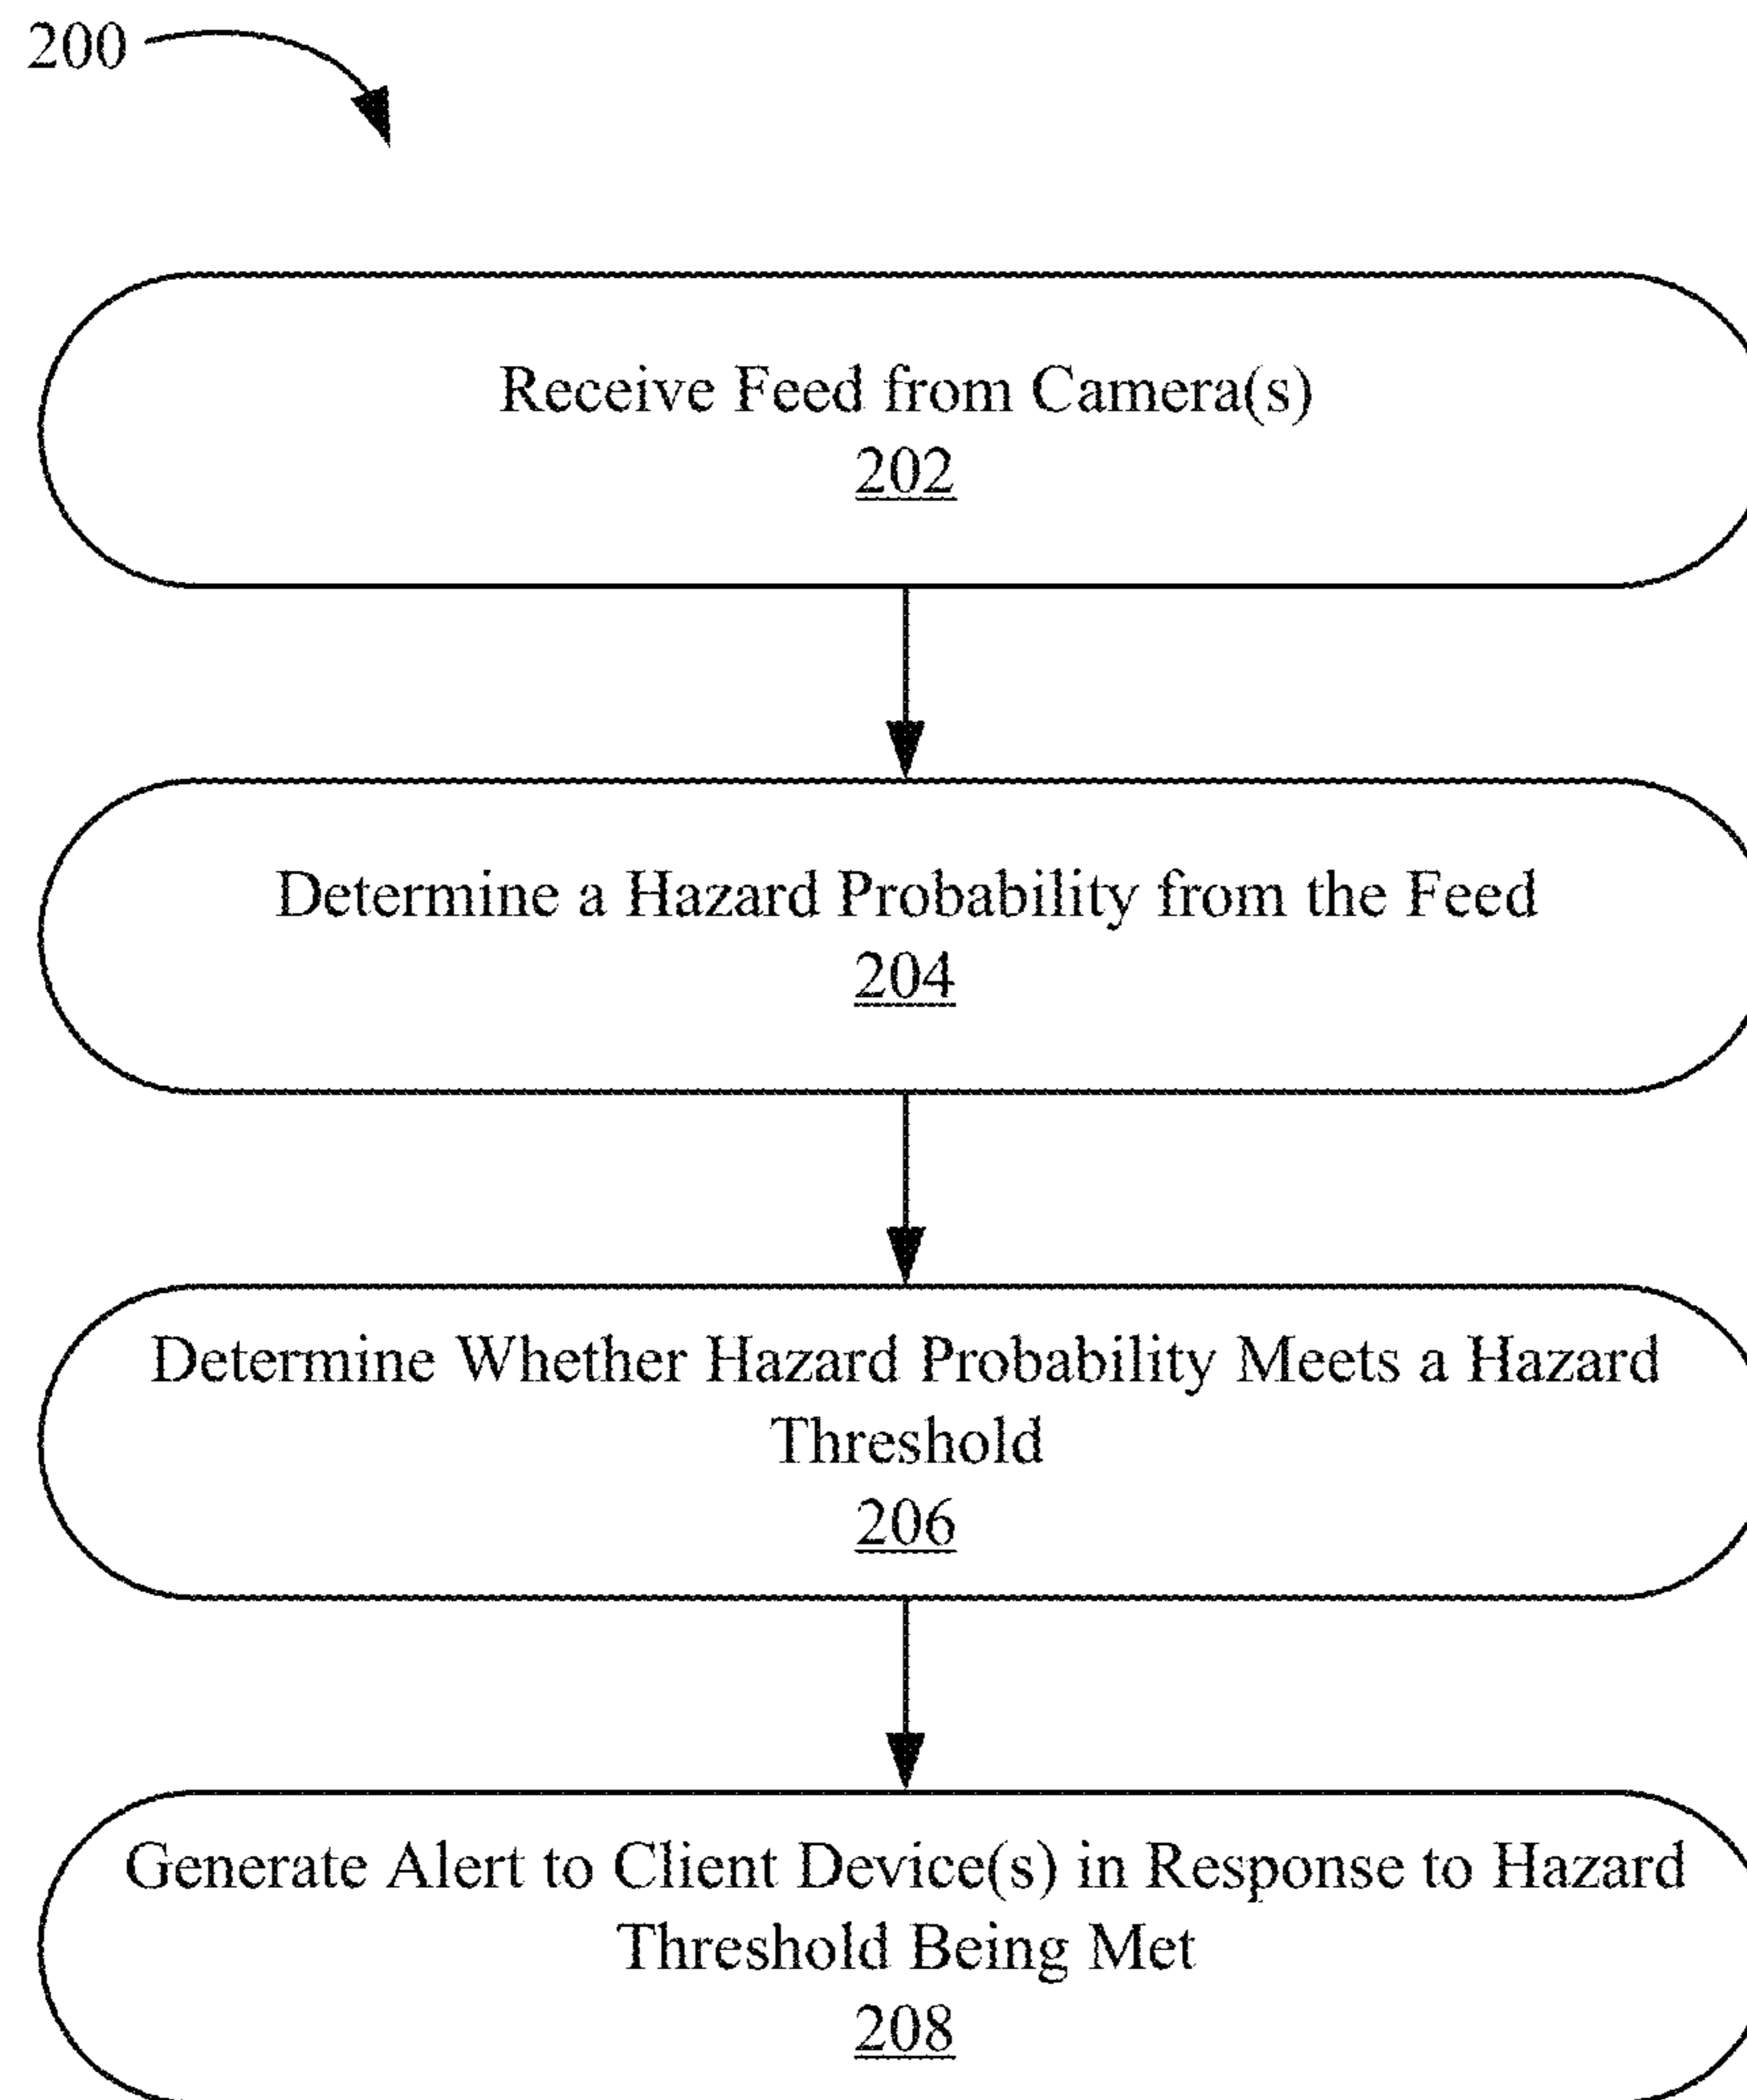 200
Receive Feed from Camera(s)
202
Determine a Hazard Probability from the Feed
204
Determine Whether Hazard Probability Meets a Hazard
Threshold
206
Generate Alert to Client Device(s) in Response to Hazard
Threshold Being Met
208